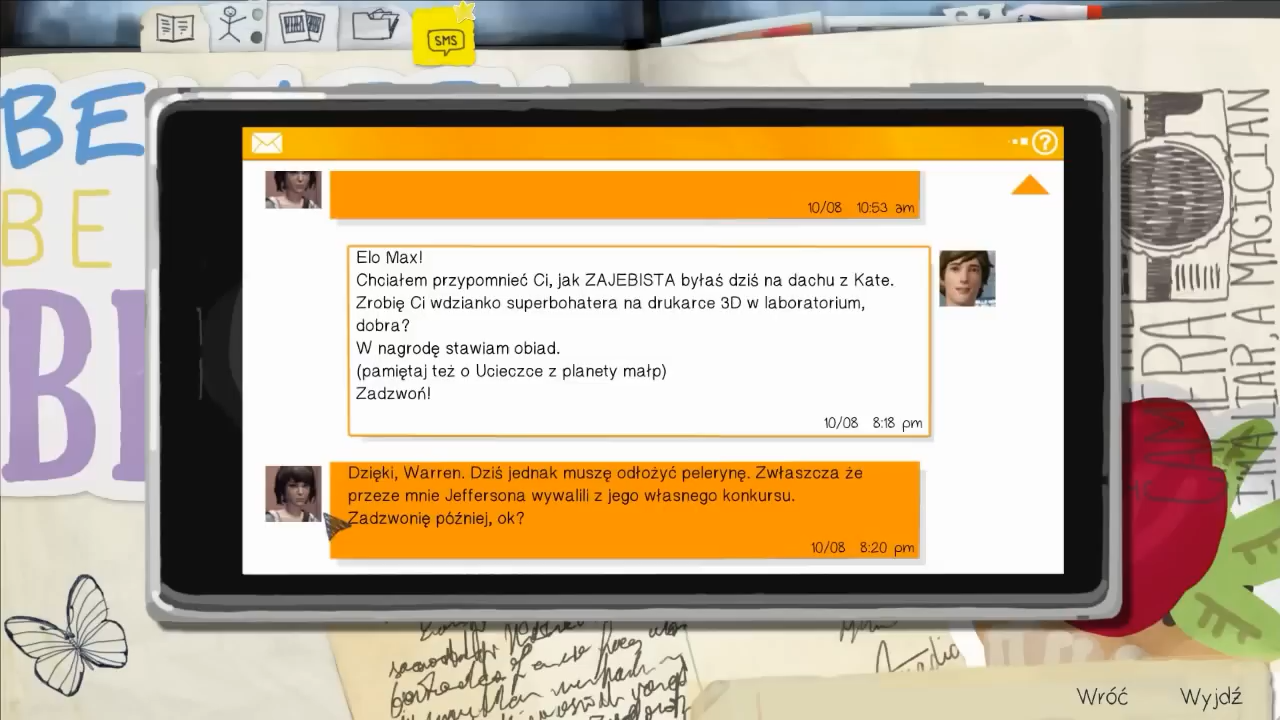 SMS
BE
BE
10/08 10:53 am
Elo Max!
Chciałem przypomnieć Ci, jak ZAJEBISTA byłaś dziś na dachu z Kate.
Zrobię Ci wdzianko superbohatera na drukarce 3D w laboratorium,
dobra?
W nagrodę stawiam obiad.
(pamiętaj też o Ucieczce z planety małp)
Zadzwoń!
10/08 8:18 pm
Dzięki, Warren. Dziś jednak muszę odłożyć pelerynę. Zwłaszcza że
przeze mnie Jeffersona wywalili z jego własnego konkursu.
Zadzwonię później, ok?
10/08 8:20 pm
A MAGICIAN
Wróć Wyjdź